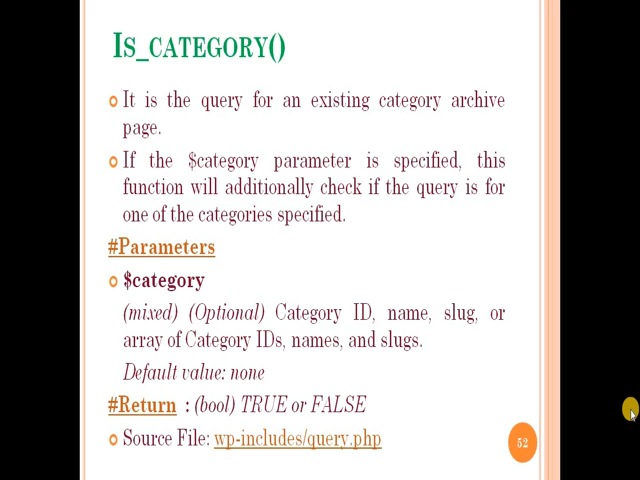 IS_CATEGORY()
It is the query for an existing category archive
page.
If the $category parameter is specified, this
function will additionally check if the query is for
one of the categories specified.
#Parameters
$category
(mixed) (Optional) Category ID, name, slug, or
array of Category IDs, names, and slugs.
Default value: none
#Return : (bool) TRUE or FALSE
Source File: wp-includes/query.php
52